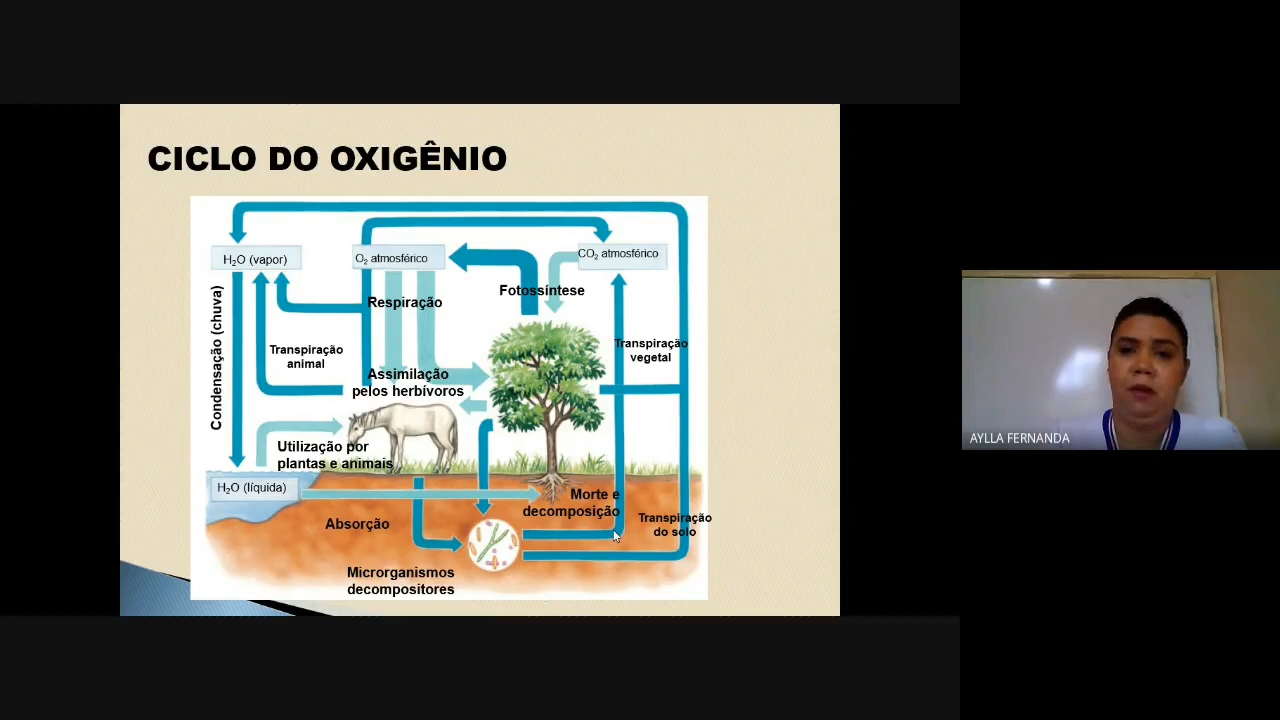 CICLO DO OXIGÊNIO
H₂O (vapor)
O₂ atmosférico
CO₂ atmosférico
Respiração
Fotossíntese
Condensação (chuva)
Transpiração
animal
Transpiração
vegetal
Assimilação
pelos herbívoros
Utilização por
plantas e animais
H₂O (líquida)
Absorção
Morte e
decomposição
Transpiração
do solo
Microrganismos
decompositores
AYLLA FERNANDA